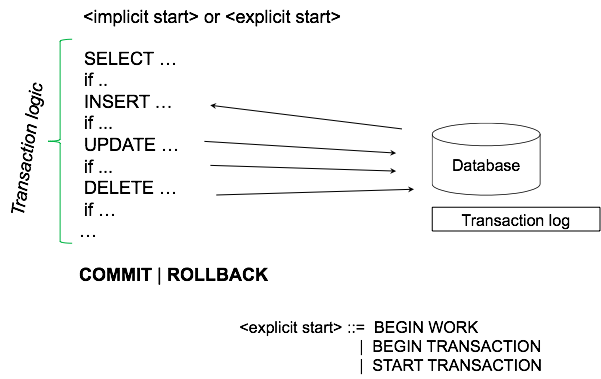 <implicit start> or <explicit start>
Transaction logic
SELECT …
if ..
INSERT …
if ...
UPDATE …
if ...
DELETE …
if …
…
Database
Transaction log
COMMIT | ROLLBACK
<explicit start> ::= BEGIN WORK
| BEGIN TRANSACTION
| START TRANSACTION